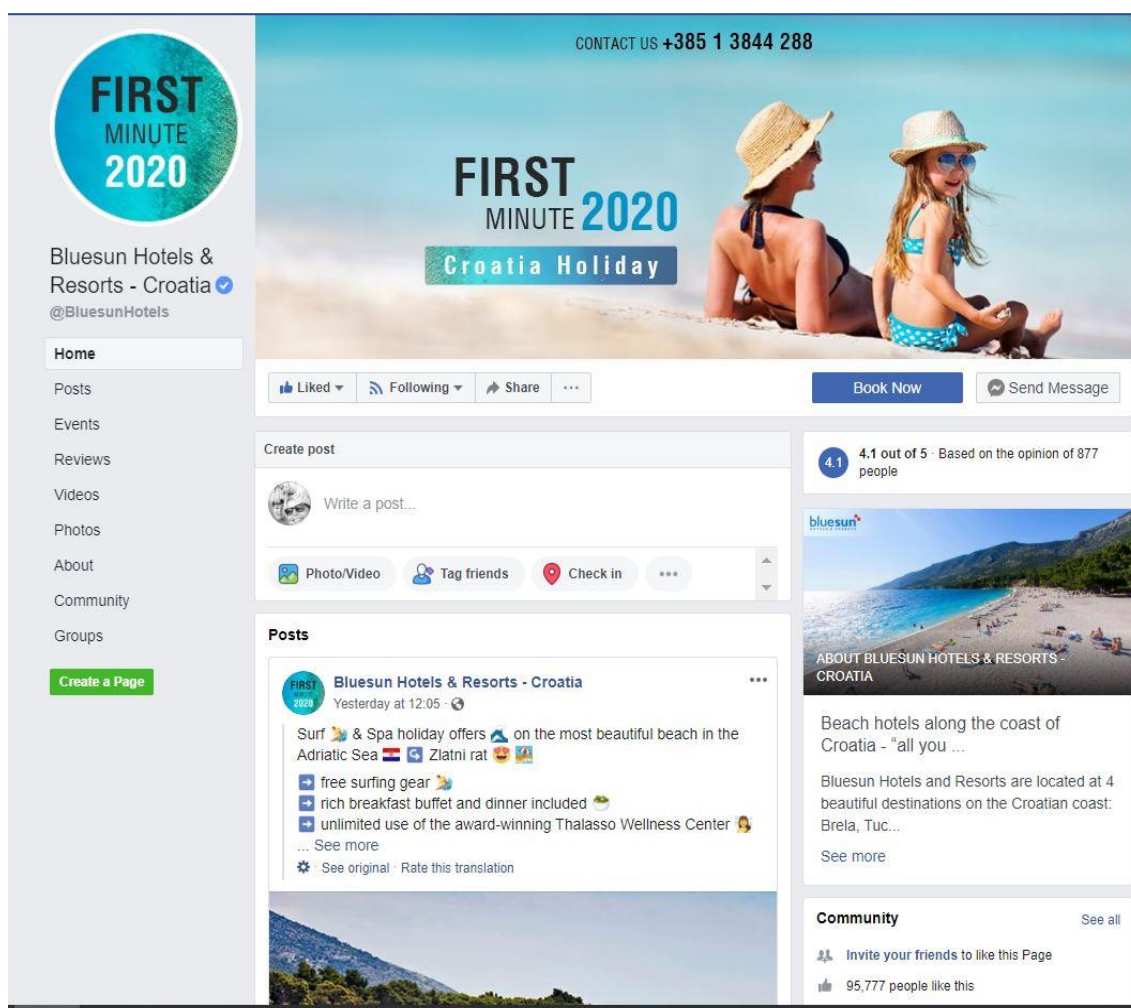 FIRST
MINUTE
2020
Bluesun Hotels &
Resorts - Croatia
@BluesunHotels
Home
Posts
Events
Reviews
Videos
Photos
About
Community
Groups
Create a Page
CONTACT US +385 1 3844 288
FIRST
MINUTE 2020
Croatia Holiday
Liked
Following
Share
...
Book Now
Send Message
Create post
Write a post...
Photo/Video
Tag friends
Check in
...
Posts
FIRST
MINUTE
2020
Bluesun Hotels & Resorts - Croatia
...
Yesterday at 12:05 ·
Surf 🏄 & Spa holiday offers 🌊 on the most beautiful beach in the
Adriatic Sea 🇭🇷 ↪️ Zlatni rat 😍 🏖️
➡️ free surfing gear 🏄
➡️ rich breakfast buffet and dinner included 🥗
➡️ unlimited use of the award-winning Thalasso Wellness Center 💆‍♀️
... See more
· See original · Rate this translation
4.1
4.1 out of 5 · Based on the opinion of 877
people
bluesun
HOTELS & RESORTS
ABOUT BLUESUN HOTELS & RESORTS -
CROATIA
Beach hotels along the coast of
Croatia - “all you ...
Bluesun Hotels and Resorts are located at 4
beautiful destinations on the Croatian coast:
Brela, Tuc...
See more
Community
See all
Invite your friends to like this Page
95,777 people like this